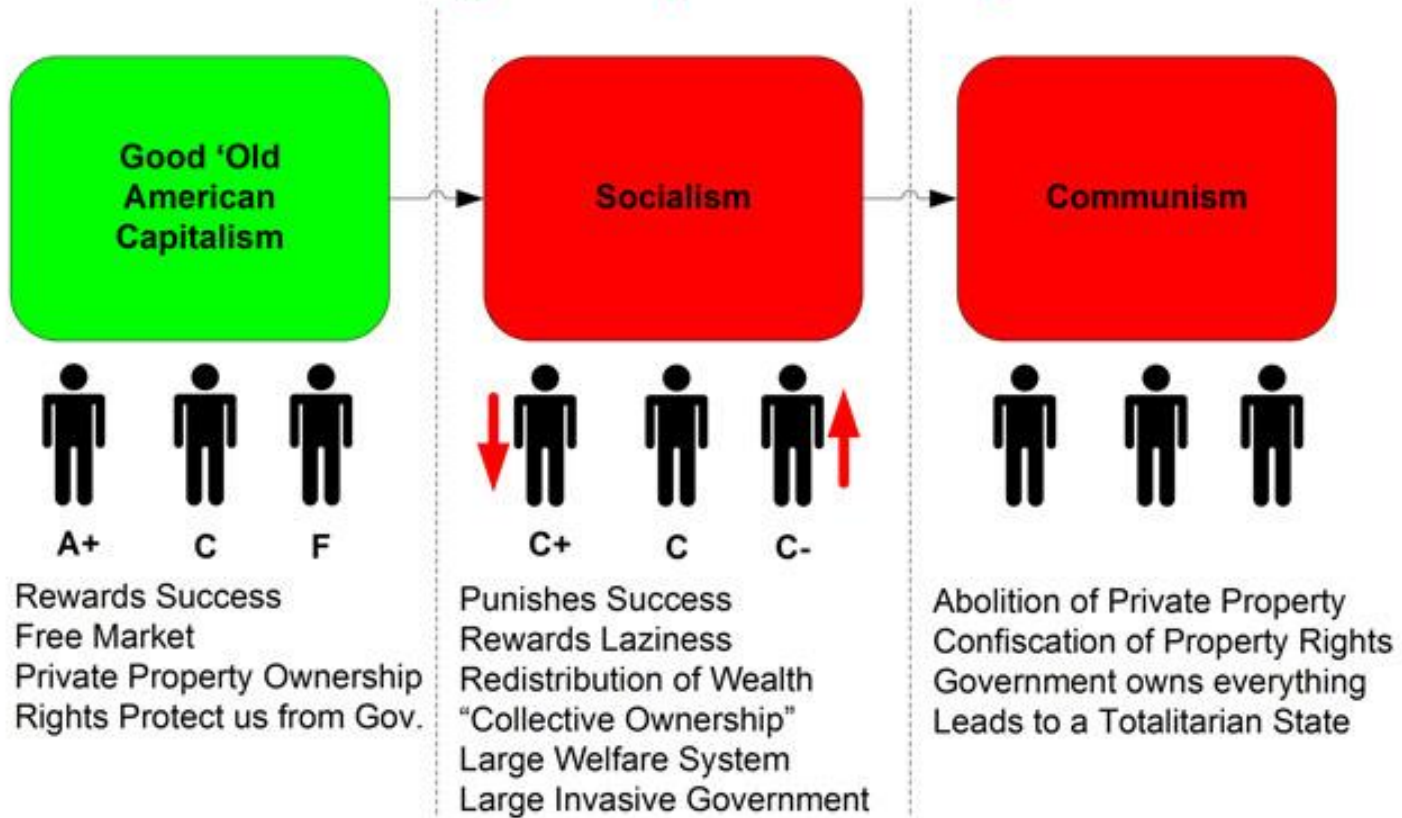 Good ‘Old
American
Capitalism
Socialism
Communism
A+
C
F
C+
C
C-
Rewards Success
Free Market
Private Property Ownership
Rights Protect us from Gov.
Punishes Success
Rewards Laziness
Redistribution of Wealth
“Collective Ownership”
Large Welfare System
Large Invasive Government
Abolition of Private Property
Confiscation of Property Rights
Government owns everything
Leads to a Totalitarian State